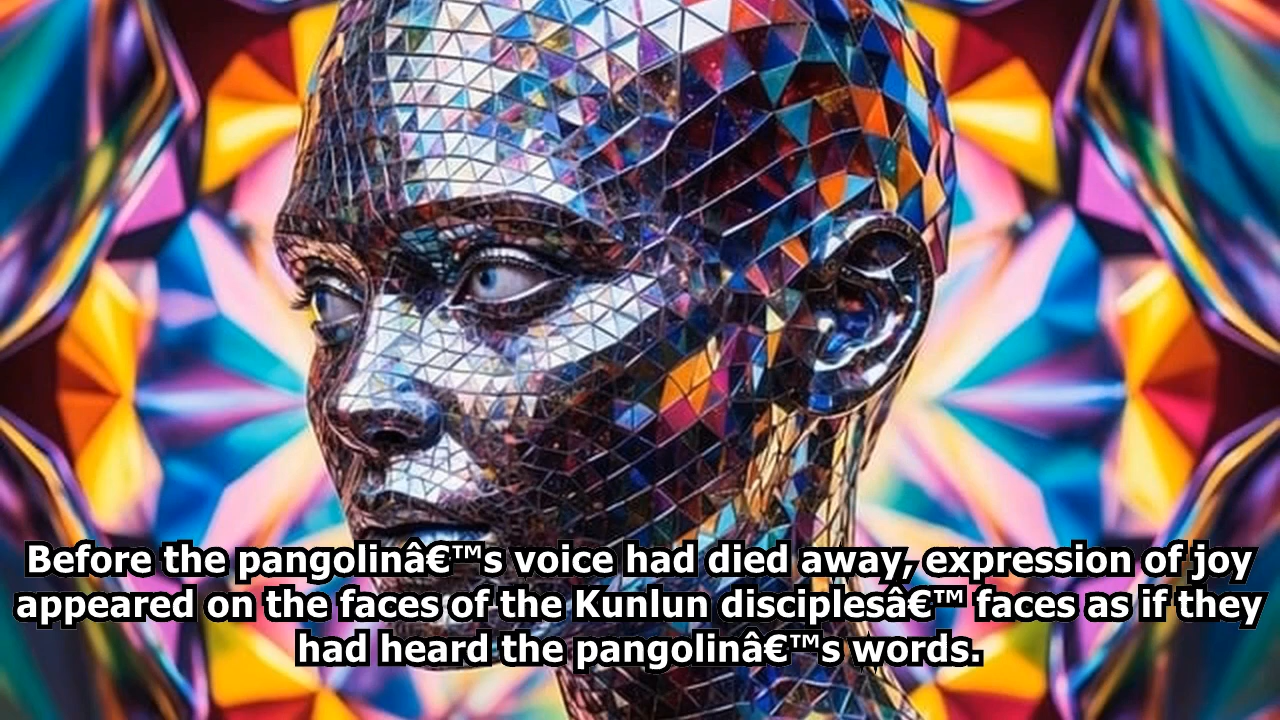 Before the pangolinâ€™s voice had died away, expression of joy
appeared on the faces of the Kunlun disciplesâ€™ faces as if they
had heard the pangolinâ€™s words.